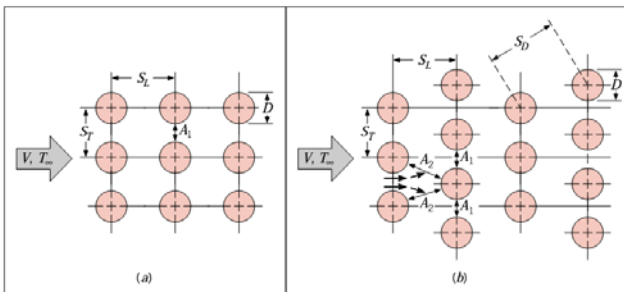 S_L
D
S_T
A_1
V, T_∞
(a)
S_D
S_L
D
S_T
A_2
A_1
V, T_∞
A_2
A_1
(b)